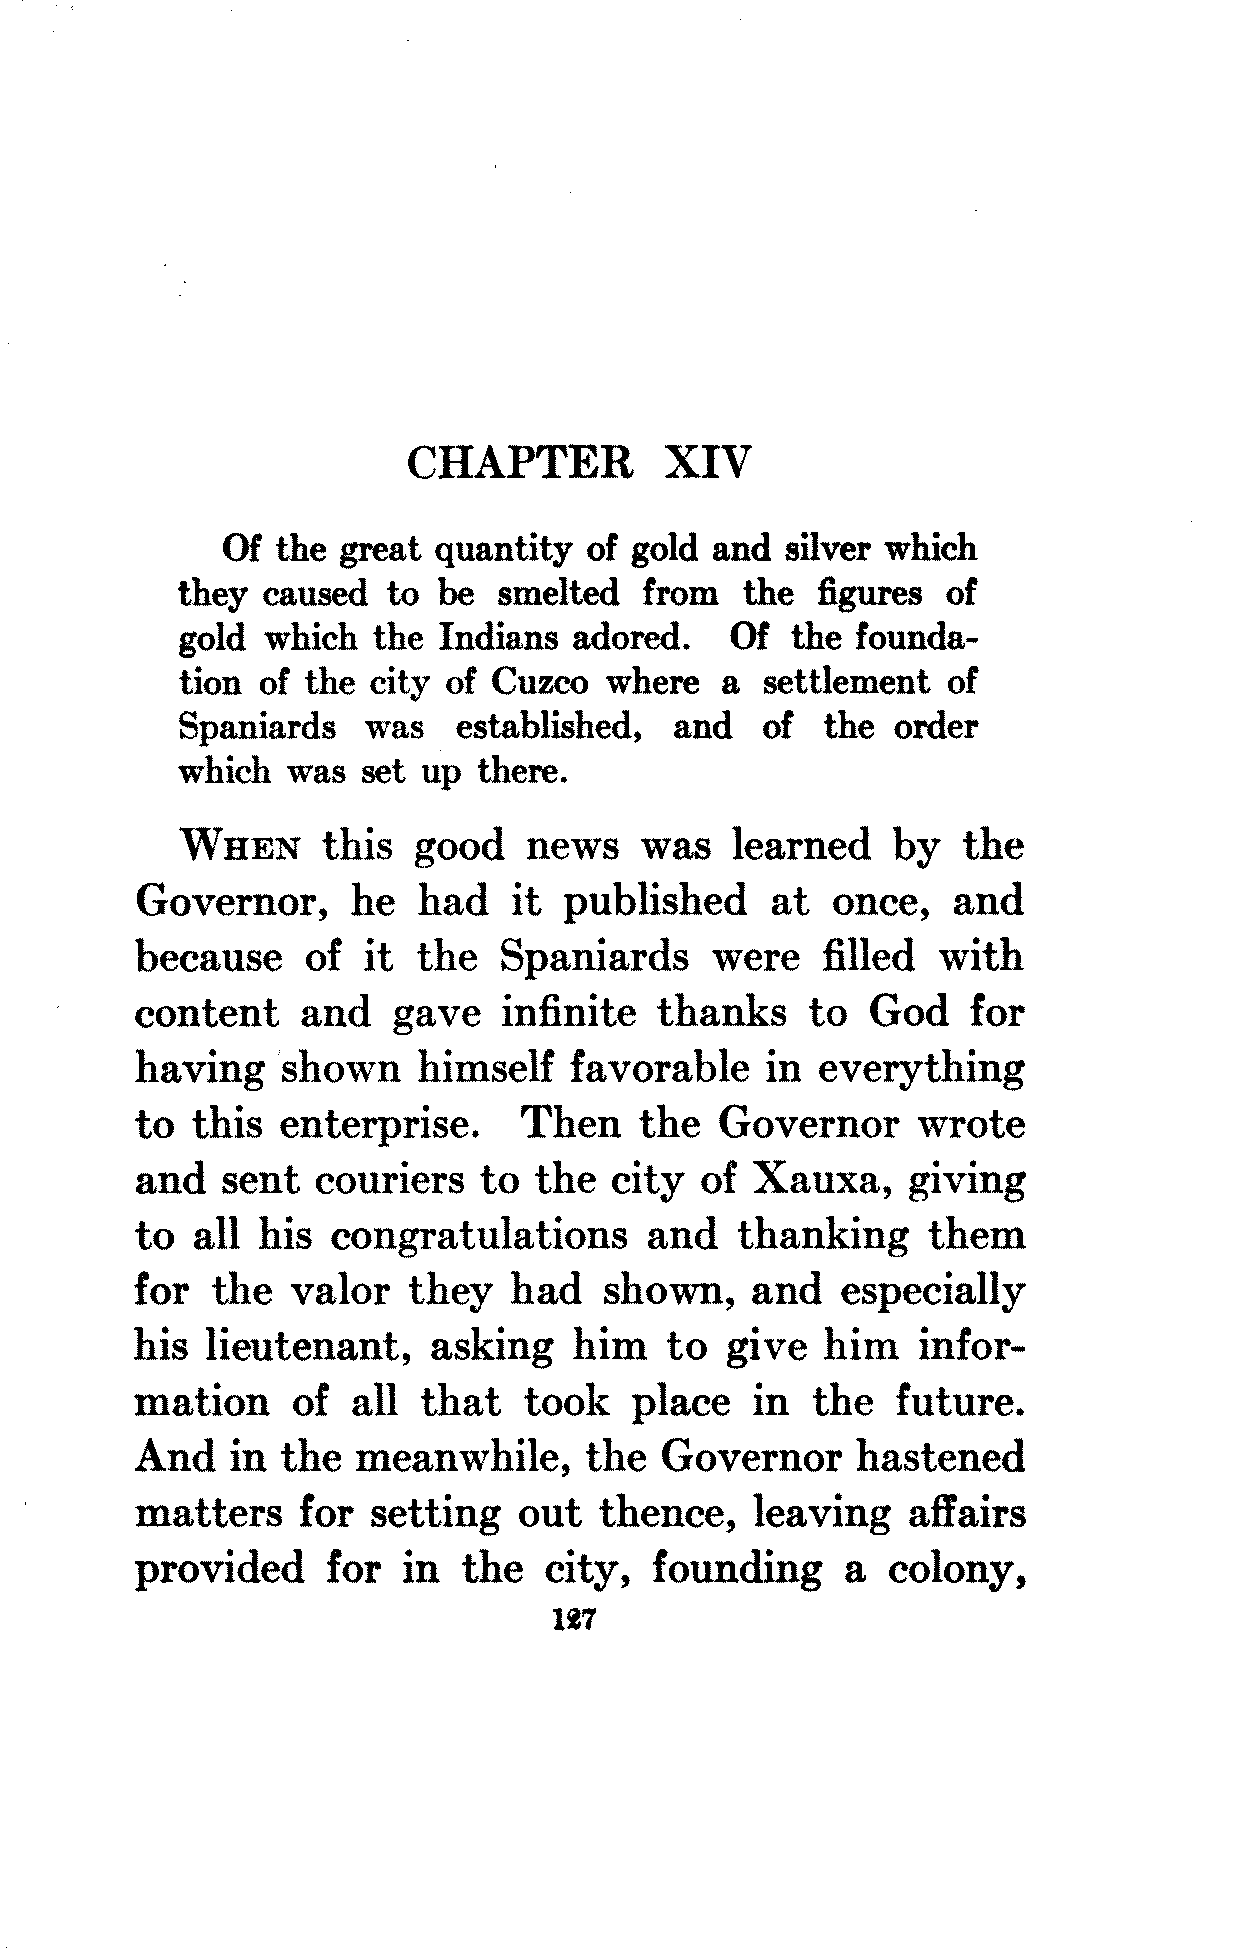 CHAPTER XIV
Of the great quantity of gold and silver which
they caused to be smelted from the figures of
gold which the Indians adored. Of the founda-
tion of the city of Cuzco where a settlement of
Spaniards was established, and of the order
which was set up there.
WHEN this good news was learned by the
Governor, he had it published at once, and
because of it the Spaniards were filled with
content and gave infinite thanks to God for
having shown himself favorable in everything
to this enterprise. Then the Governor wrote
and sent couriers to the city of Xauxa, giving
to all his congratulations and thanking them
for the valor they had shown, and especially
his lieutenant, asking him to give him infor-
mation of all that took place in the future.
And in the meanwhile, the Governor hastened
matters for setting out thence, leaving affairs
provided for in the city, founding a colony,
127